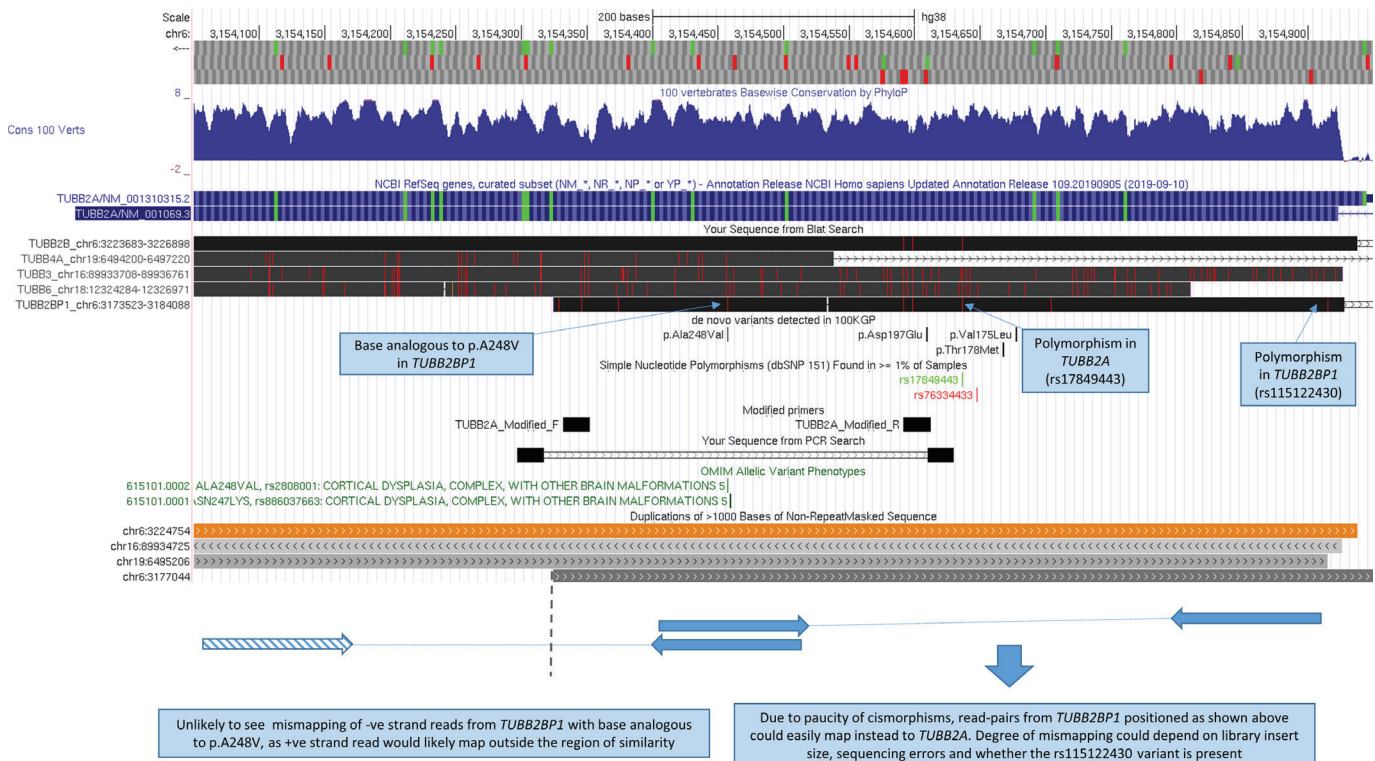 Scale
200 bases
hg38
chr6:
3,154,100
3,154,150
3,154,200
3,154,250
3,154,300
3,154,350
3,154,400
3,154,450
3,154,500
3,154,550
3,154,600
3,154,650
3,154,700
3,154,750
3,154,800
3,154,850
3,154,900
<---
100 vertebrates Basewise Conservation by PhyloP
8 _
Cons 100 Verts
-2 _
NCBI RefSeq genes, curated subset (NM_*, NR_*, NP_* or YP_*) - Annotation Release NCBI Homo sapiens Updated Annotation Release 109.20190905 (2019-09-10)
TUBB2A/NM_001310315.2
TUBB2A/NM_001069.3
Your Sequence from Blat Search
TUBB2B_chr6:3223683-3226898
TUBB4A_chr19:6494200-6497220
TUBB3_chr16:89933708-89936761
TUBB6_chr18:12324284-12326971
TUBB2BP1_chr6:3173523-3184088
de novo variants detected in 100KGP
p.Ala248Val
p.Asp197Glu
p.Val175Leu
p.Thr178Met
Base analogous to p.A248V
in TUBB2BP1
Polymorphism in
TUBB2A
(rs17849443)
Polymorphism
in TUBB2BP1
(rs115122430)
Simple Nucleotide Polymorphisms (dbSNP 151) Found in >= 1% of Samples
rs17849443
rs76334433
Modified primers
TUBB2A_Modified_F
TUBB2A_Modified_R
Your Sequence from PCR Search
OMIM Allelic Variant Phenotypes
615101.0002 ALA248VAL, rs2808001: CORTICAL DYSPLASIA, COMPLEX, WITH OTHER BRAIN MALFORMATIONS 5
615101.0001 \SN247LYS, rs886037663: CORTICAL DYSPLASIA, COMPLEX, WITH OTHER BRAIN MALFORMATIONS 5
Duplications of >1000 Bases of Non-RepeatMasked Sequence
chr6:3224754
chr16:89934725
chr19:6495206
chr6:3177044
Unlikely to see mismapping of -ve strand reads from TUBB2BP1 with base analogous
to p.A248V, as +ve strand read would likely map outside the region of similarity
Due to paucity of cismorphisms, read-pairs from TUBB2BP1 positioned as shown above
could easily map instead to TUBB2A. Degree of mismapping could depend on library insert
size, sequencing errors and whether the rs115122430 variant is present